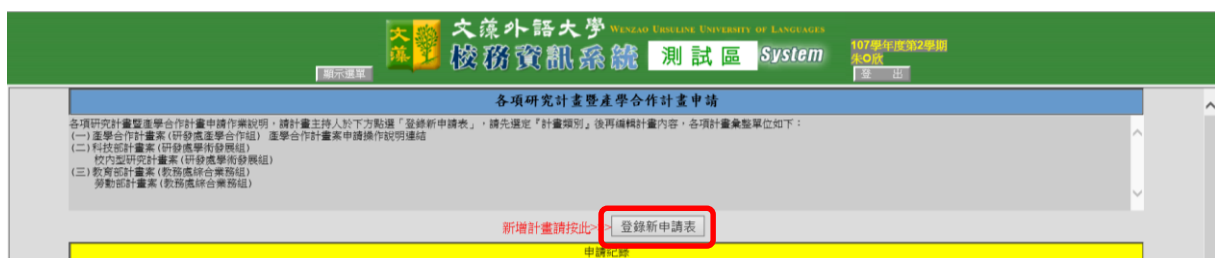 文藻
文藻外語大學 WENZAO URSULINE UNIVERSITY OF LANGUAGES
校務資訊系統 測試區 System
107學年度第2學期
朱O欣
顯示選單
登 出
各項研究計畫暨產學合作計畫申請
各項研究計畫暨產學合作計畫申請作業說明，請計畫主持人於下方點選「登錄新申請表」，請先選定『計畫類別』後再編輯計畫內容，各項計畫彙整單位如下：
(一)產學合作計畫案(研發處產學合作組) 產學合作計畫案申請操作說明連結
(二)科技部計畫案(研發處學術發展組)
校內型研究計畫案(研發處學術發展組)
(三)教育部計畫案(教務處綜合業務組)
勞動部計畫案(教務處綜合業務組)
新增計畫請按此>> 登錄新申請表
申請紀錄